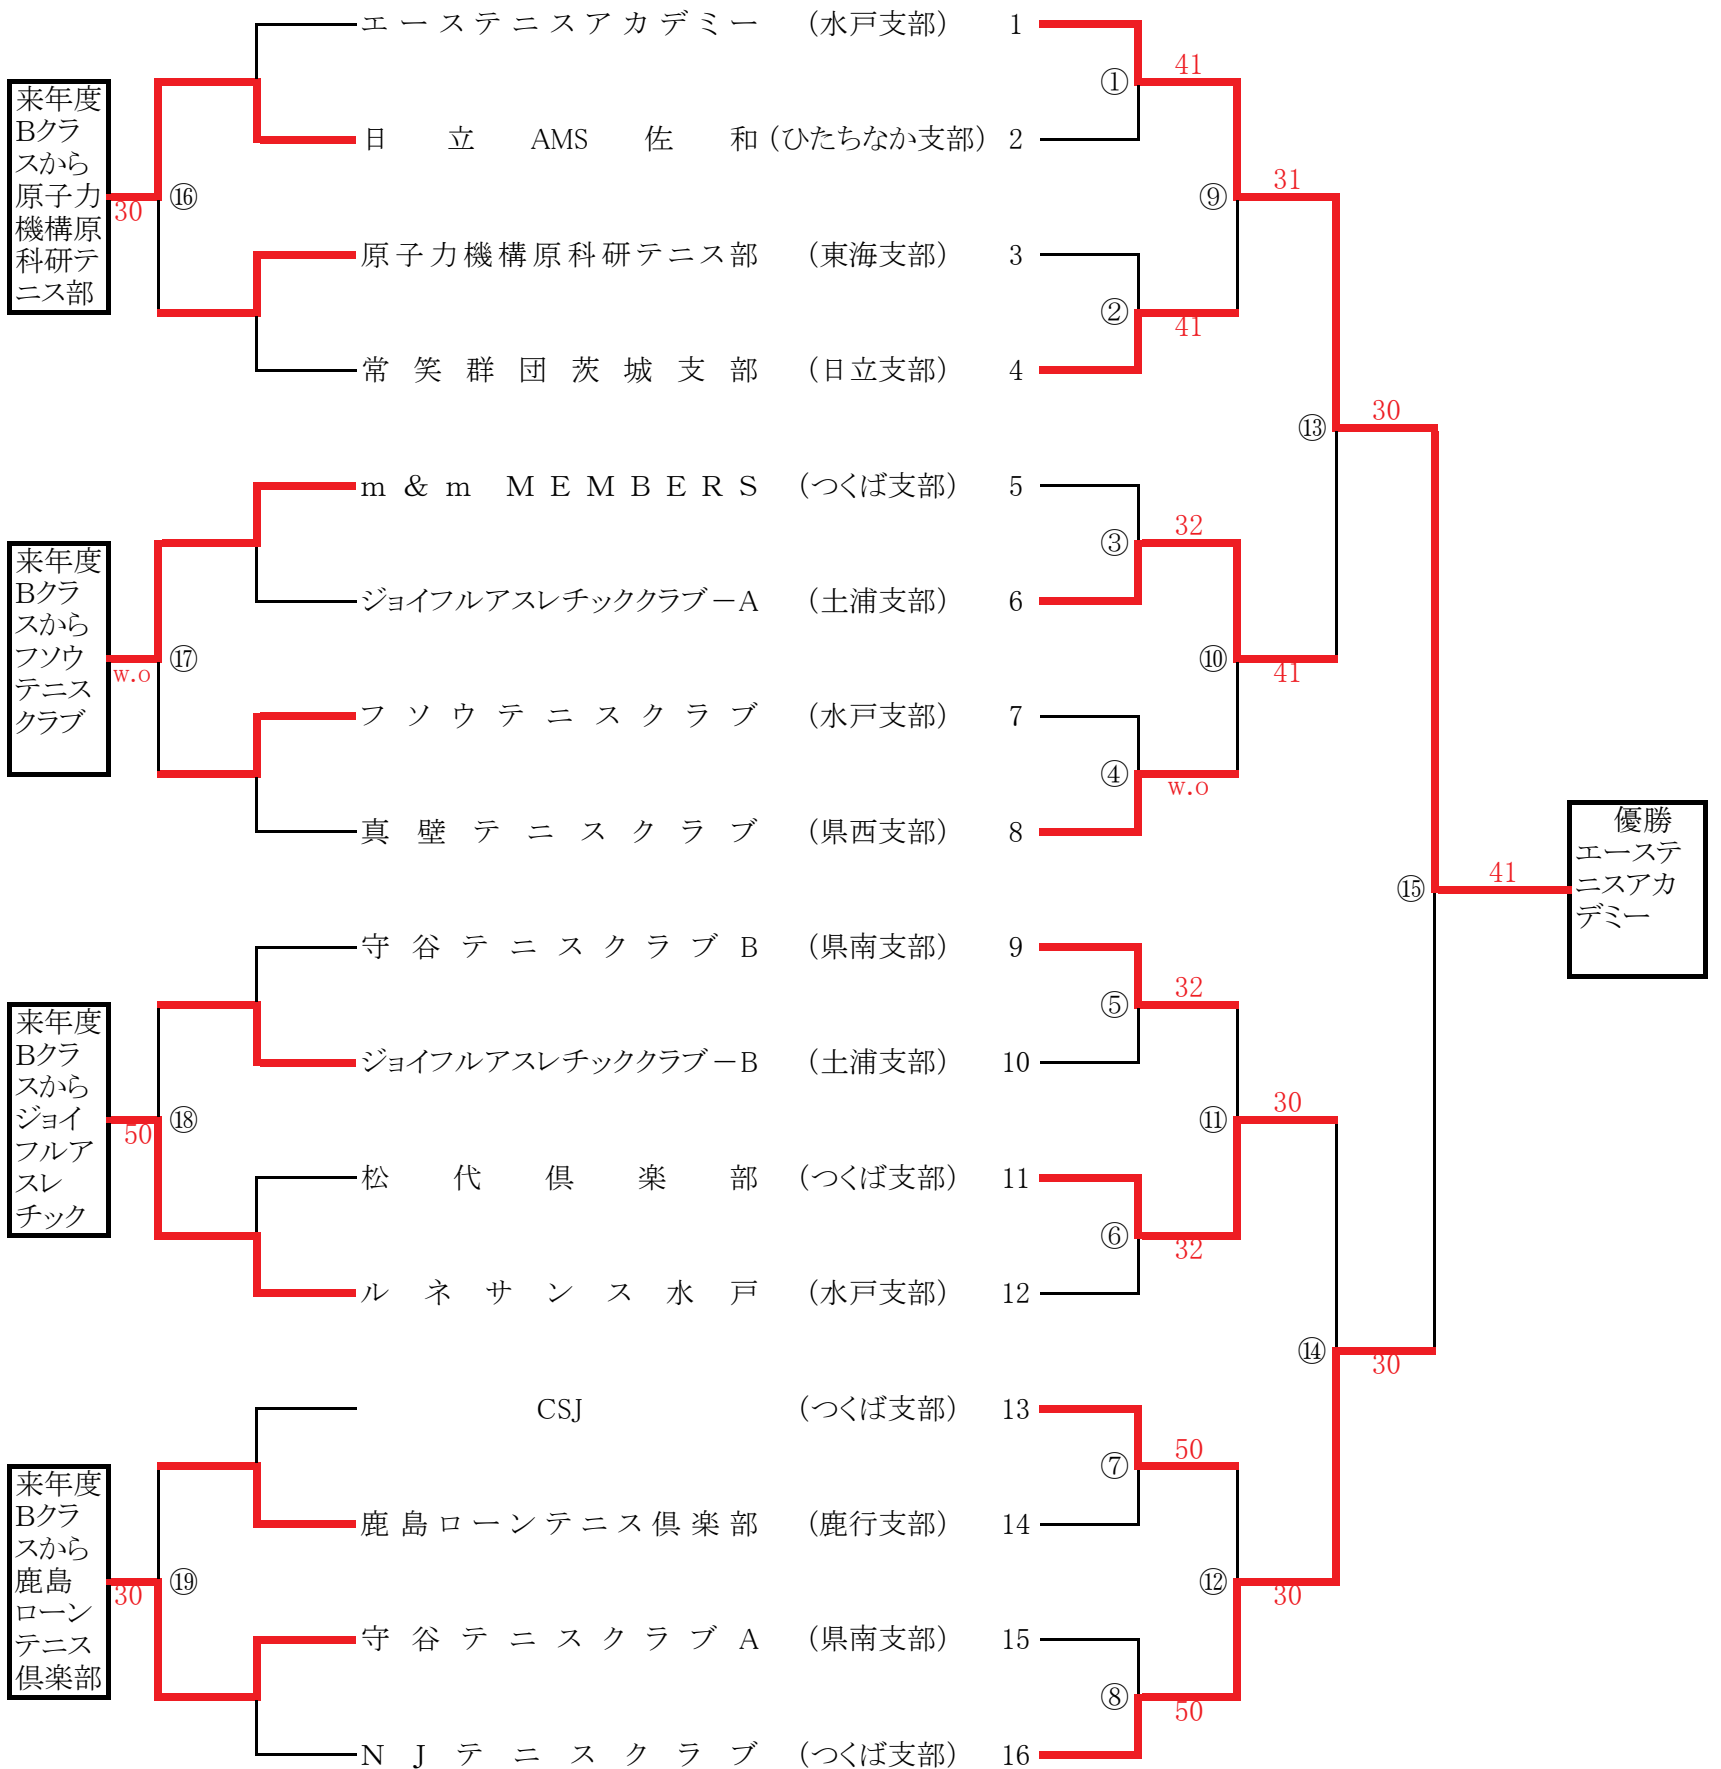 エーステニスアカデミー (水戸支部) 1
41
①
来年度
Bクラ
スから
原子力
機構原
科研テ
ニス部
日立AMS佐和 (ひたちなか支部) 2
31
30
⑯
⑨
原子力機構原科研テニス部 (東海支部) 3
②
41
常笑群団茨城支部 (日立支部) 4
30
⑬
m&m MEMBERS (つくば支部) 5
32
③
来年度
Bクラ
スから
フソウ
テニス
クラブ
ジョイフルアスレチッククラブ-A (土浦支部) 6
w.o
⑰
⑩
41
フソウテニスクラブ (水戸支部) 7
④
w.o
真壁テニスクラブ (県西支部) 8
優勝
エーステ
ニスアカ
デミー
41
⑮
守谷テニスクラブB (県南支部) 9
32
⑤
来年度
Bクラ
スから
ジョイ
フルア
スレ
チック
ジョイフルアスレチッククラブ-B (土浦支部) 10
50
⑱
30
⑪
松代倶楽部 (つくば支部) 11
⑥
32
ルネサンス水戸 (水戸支部) 12
⑭
30
CSJ (つくば支部) 13
50
⑦
来年度
Bクラ
スから
鹿島
ローン
テニス
倶楽部
鹿島ローンテニス倶楽部 (鹿行支部) 14
30
⑲
⑫
30
守谷テニスクラブA (県南支部) 15
⑧
50
NJテニスクラブ (つくば支部) 16